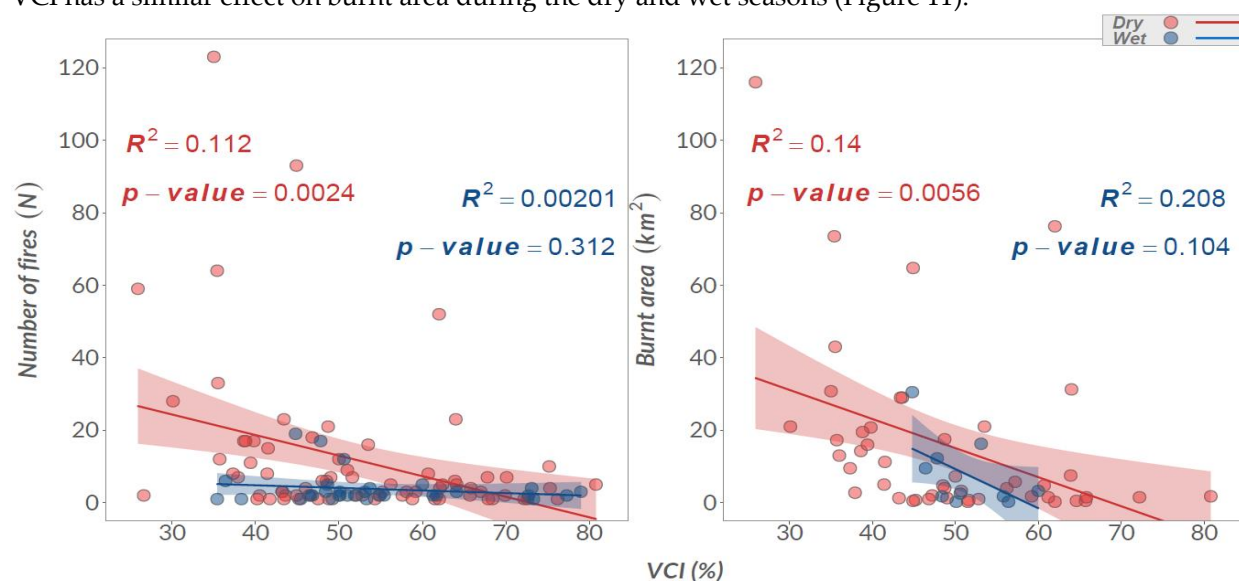 VCI has a similar effect on burnt area during the dry and wet seasons (Figure 11).
Dry
Wet
120
100
80
60
40
20
0
Number of fires (N)
R² = 0.112
p – value = 0.0024
R² = 0.00201
p – value = 0.312
30 40 50 60 70 80
120
100
80
60
40
20
0
Burnt area (km²)
R² = 0.14
p – value = 0.0056
R² = 0.208
p – value = 0.104
30 40 50 60 70 80
VCI (%)